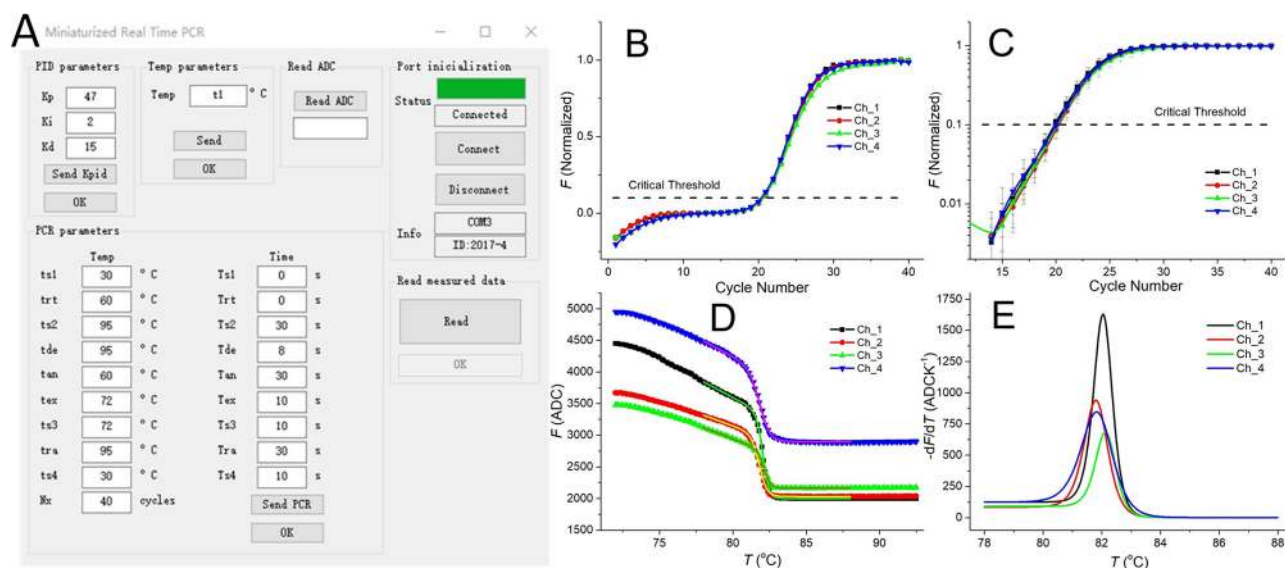 A
Miniaturized Real Time PCR
PID parameters
Kp 47
Ki 2
Kd 15
Send Kpid
OK
Temp parameters
Temp t1 ° C
Send
OK
Read ADC
Read ADC
Port inicialization
Status
Connected
Connect
Disconnect
Info
COM3
ID:2017-4
Read measured data
Read
OK
PCR parameters
Temp Time
ts1 30 ° C Ts1 0 s
trt 60 ° C Trt 0 s
ts2 95 ° C Ts2 30 s
tde 95 ° C Tde 8 s
tan 60 ° C Tan 30 s
tex 72 ° C Tex 10 s
ts3 72 ° C Ts3 10 s
tra 95 ° C Tra 30 s
ts4 30 ° C Ts4 10 s
Nx 40 cycles
Send PCR
OK
B
F (Normalized)
1.0
0.5
0.0
Ch_1
Ch_2
Ch_3
Ch_4
Critical Threshold
0 10 20 30 40
Cycle Number
C
F (Normalized)
1
0.1
0.01
Critical Threshold
Ch_1
Ch_2
Ch_3
Ch_4
15 20 25 30 35 40
Cycle Number
D
F (ADC)
5000
4500
4000
3500
3000
2500
2000
1500
Ch_1
Ch_2
Ch_3
Ch_4
75 80 85 90
T (°C)
E
-dF/dT (ADCK⁻¹)
1750
1500
1250
1000
750
500
250
0
Ch_1
Ch_2
Ch_3
Ch_4
78 80 82 84 86 88
T (°C)